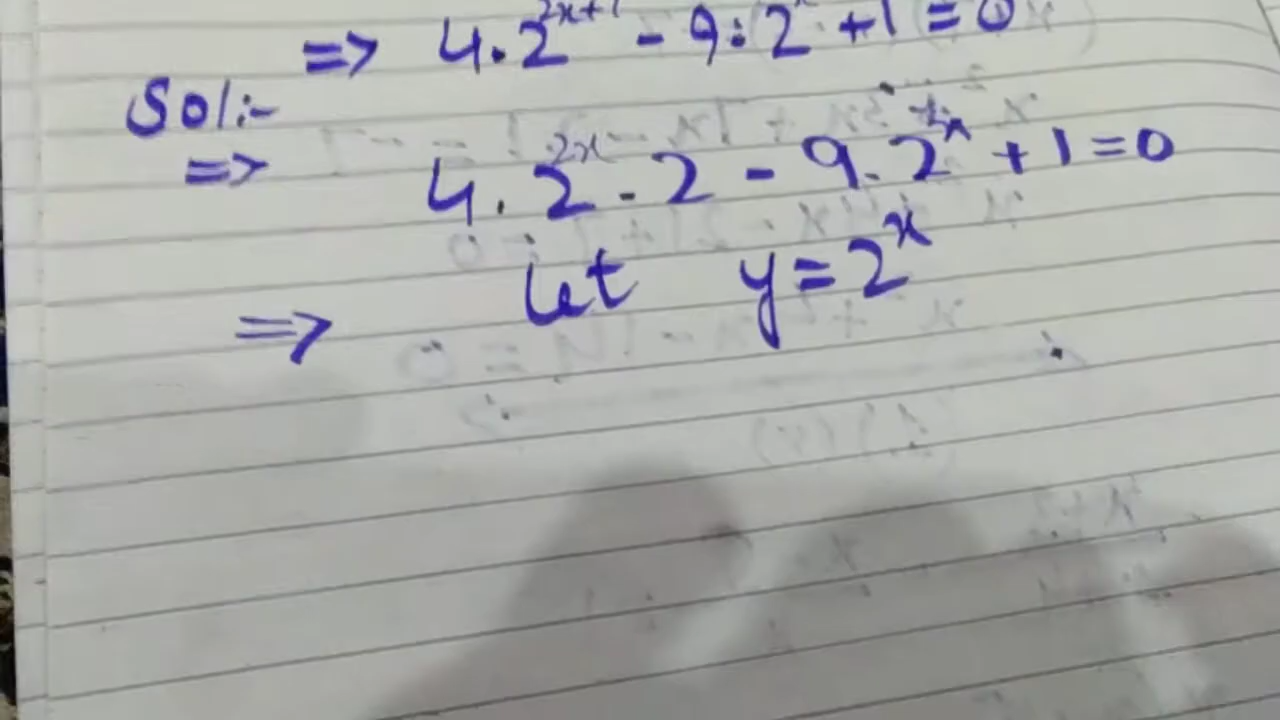 => 4.2^{2x+1} - 9:2^x + 1 = 0
Sol:-
=> 4.2^{2x}.2 - 9.2^x + 1 = 0
=> Let y = 2^x